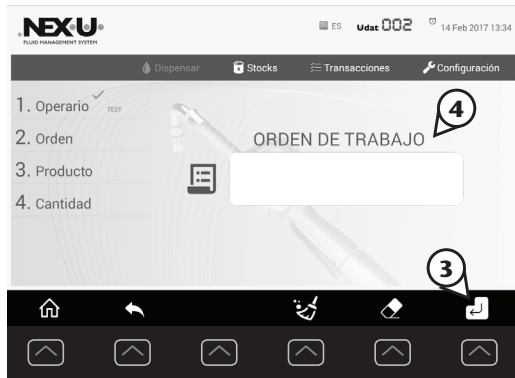 NEX·U·
FLUID MANAGEMENT SYSTEM
ES Udat 002 14 Feb 2017 13:34
Dispensar Stocks Transacciones Configuración
1. Operario TEST
2. Orden
3. Producto
4. Cantidad
ORDEN DE TRABAJO
4
3